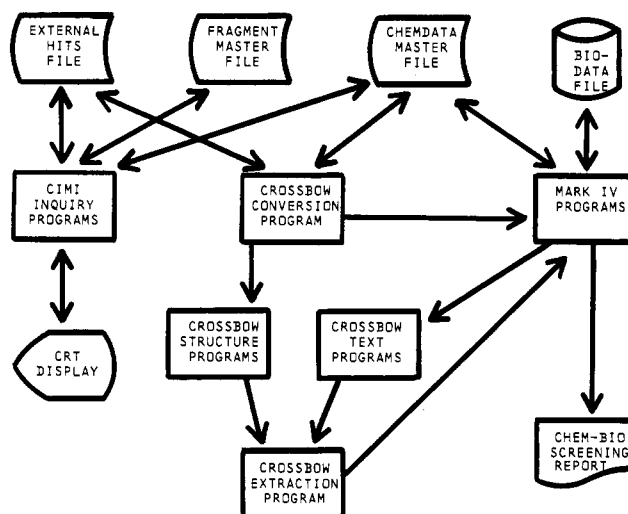 EXTERNAL
HITS
FILE
FRAGMENT
MASTER
FILE
CHEMDATA
MASTER
FILE
BIO-
DATA
FILE
CIMI
INQUIRY
PROGRAMS
CROSSBOW
CONVERSION
PROGRAM
MARK IV
PROGRAMS
CROSSBOW
STRUCTURE
PROGRAMS
CROSSBOW
TEXT
PROGRAMS
CRT
DISPLAY
CHEM-BIO
SCREENING
REPORT
CROSSBOW
EXTRACTION
PROGRAM